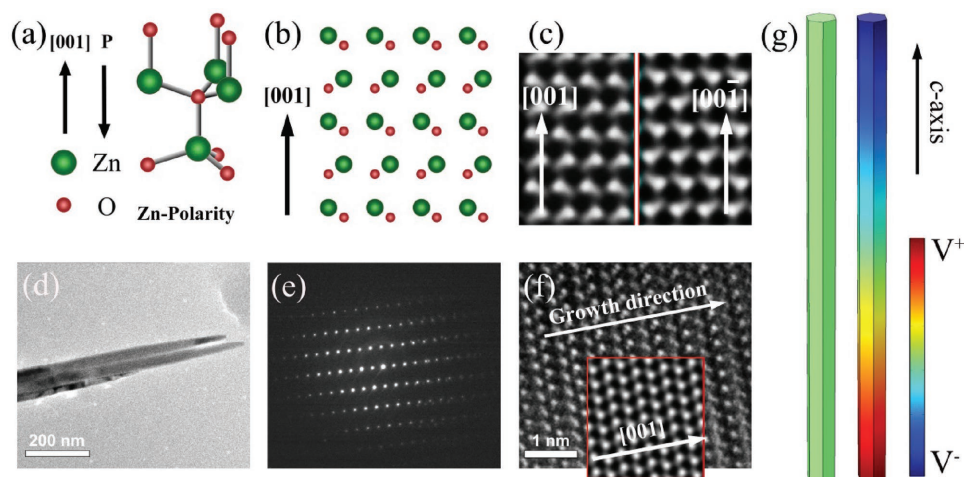 (a)
[001] P
Zn
O
Zn-Polarity
(b)
[001]
(c)
[001]
[001̄]
(g)
c-axis
V⁺
V⁻
(d)
200 nm
(e)
(f)
Growth direction
[001]
1 nm